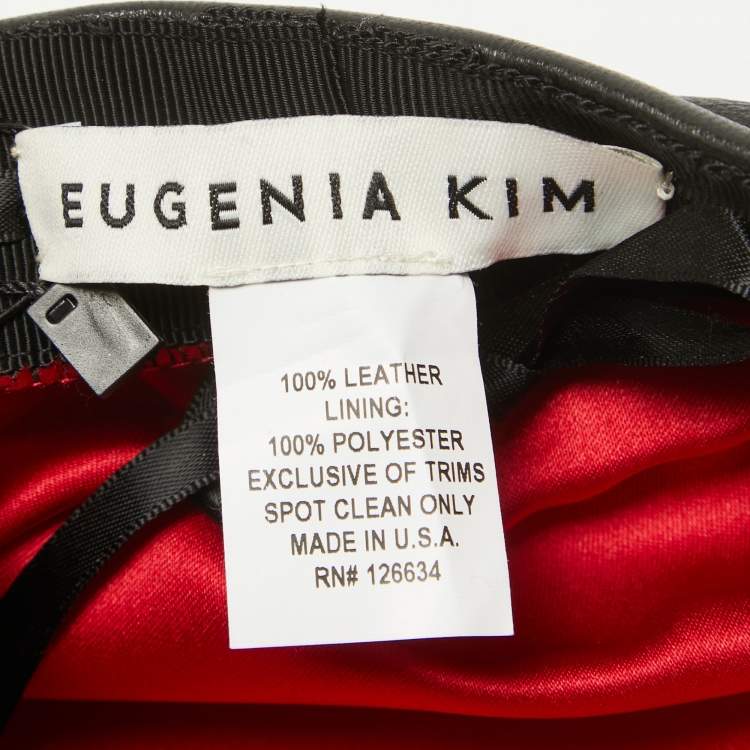 EUGENIA KIM
100% LEATHER
LINING:
100% POLYESTER
EXCLUSIVE OF TRIMS
SPOT CLEAN ONLY
MADE IN U.S.A.
RN# 126634